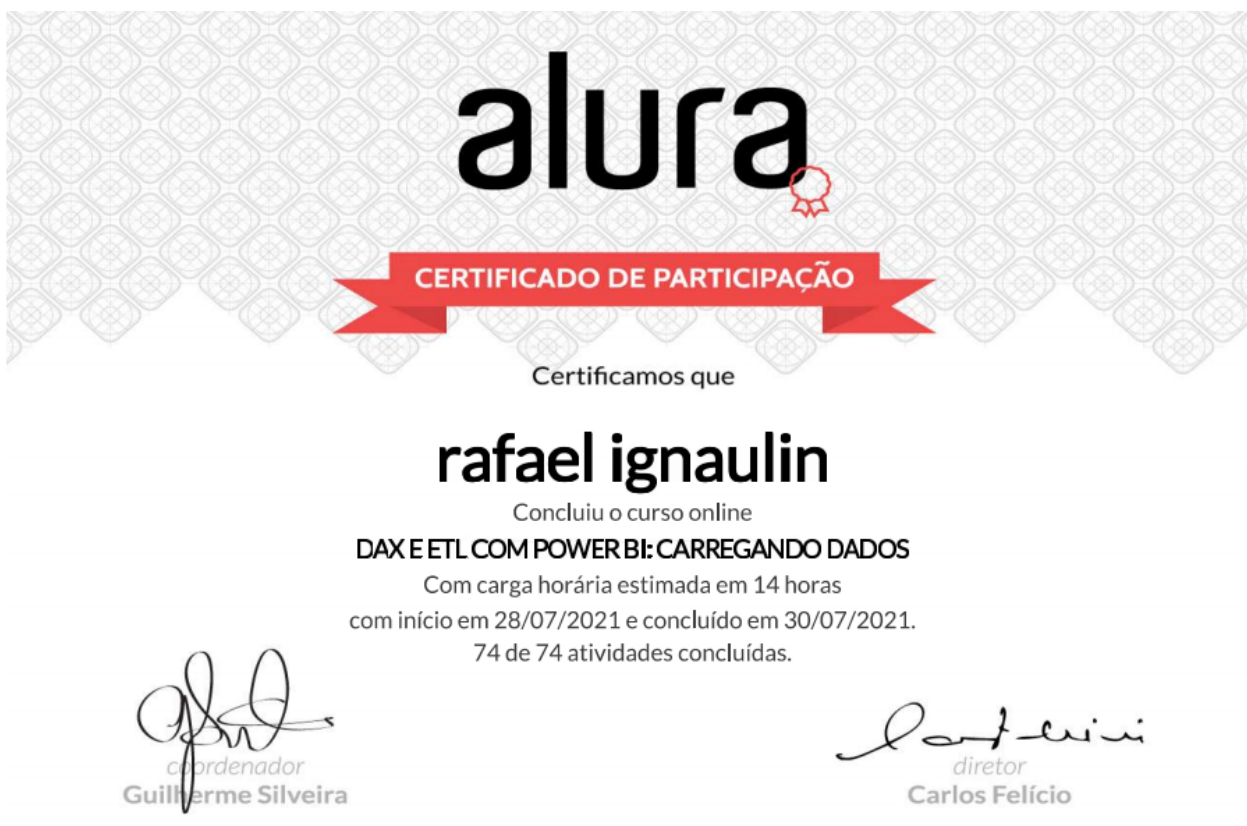 alura
CERTIFICADO DE PARTICIPAÇÃO
Certificamos que
rafael ignaulin
Concluiu o curso online
DAX E ETL COM POWER BI: CARREGANDO DADOS
Com carga horária estimada em 14 horas
com início em 28/07/2021 e concluído em 30/07/2021.
74 de 74 atividades concluídas.
coordenador
Guilherme Silveira
diretor
Carlos Felício